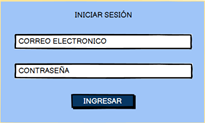 INICIAR SESIÓN
CORREO ELECTRONICO
CONTRASEÑA
INGRESAR